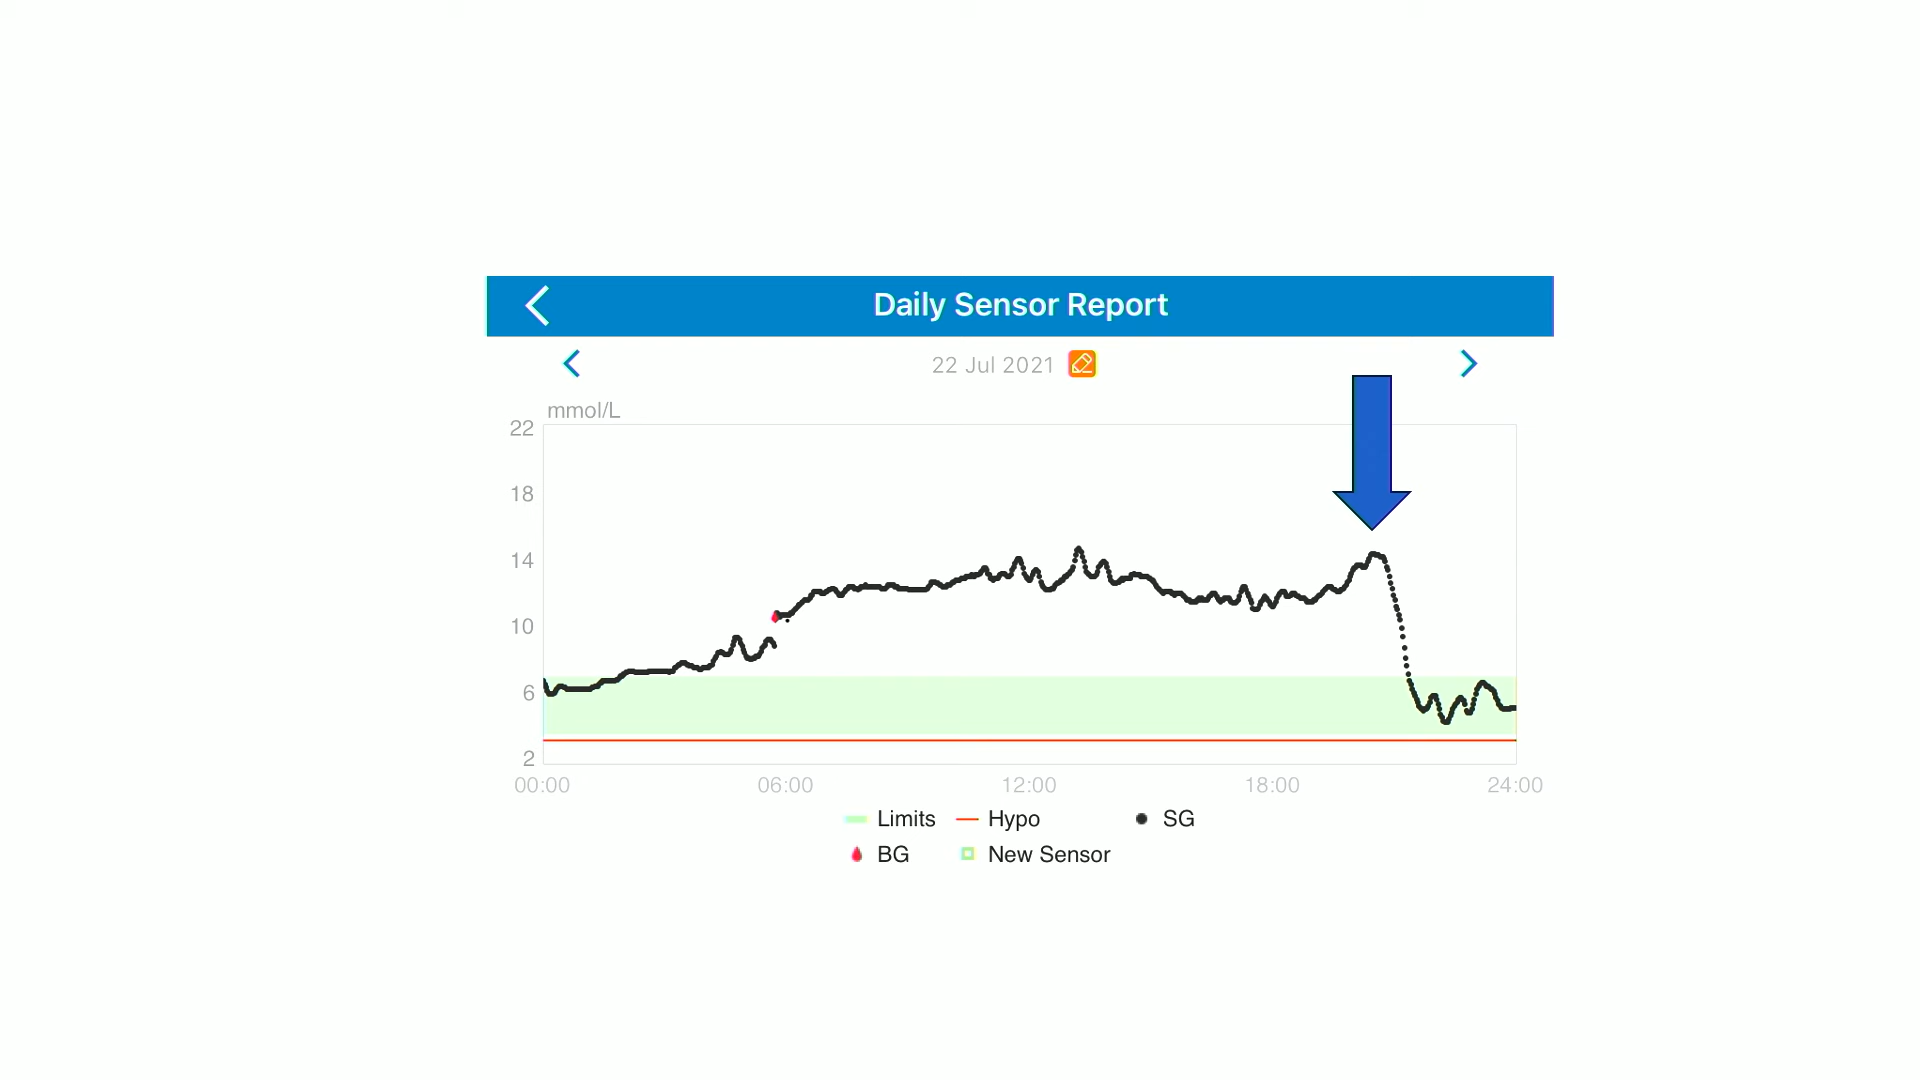 Daily Sensor Report
22 Jul 2021
mmol/L
22
18
14
10
6
2
00:00 06:00 12:00 18:00 24:00
Limits Hypo SG
BG New Sensor